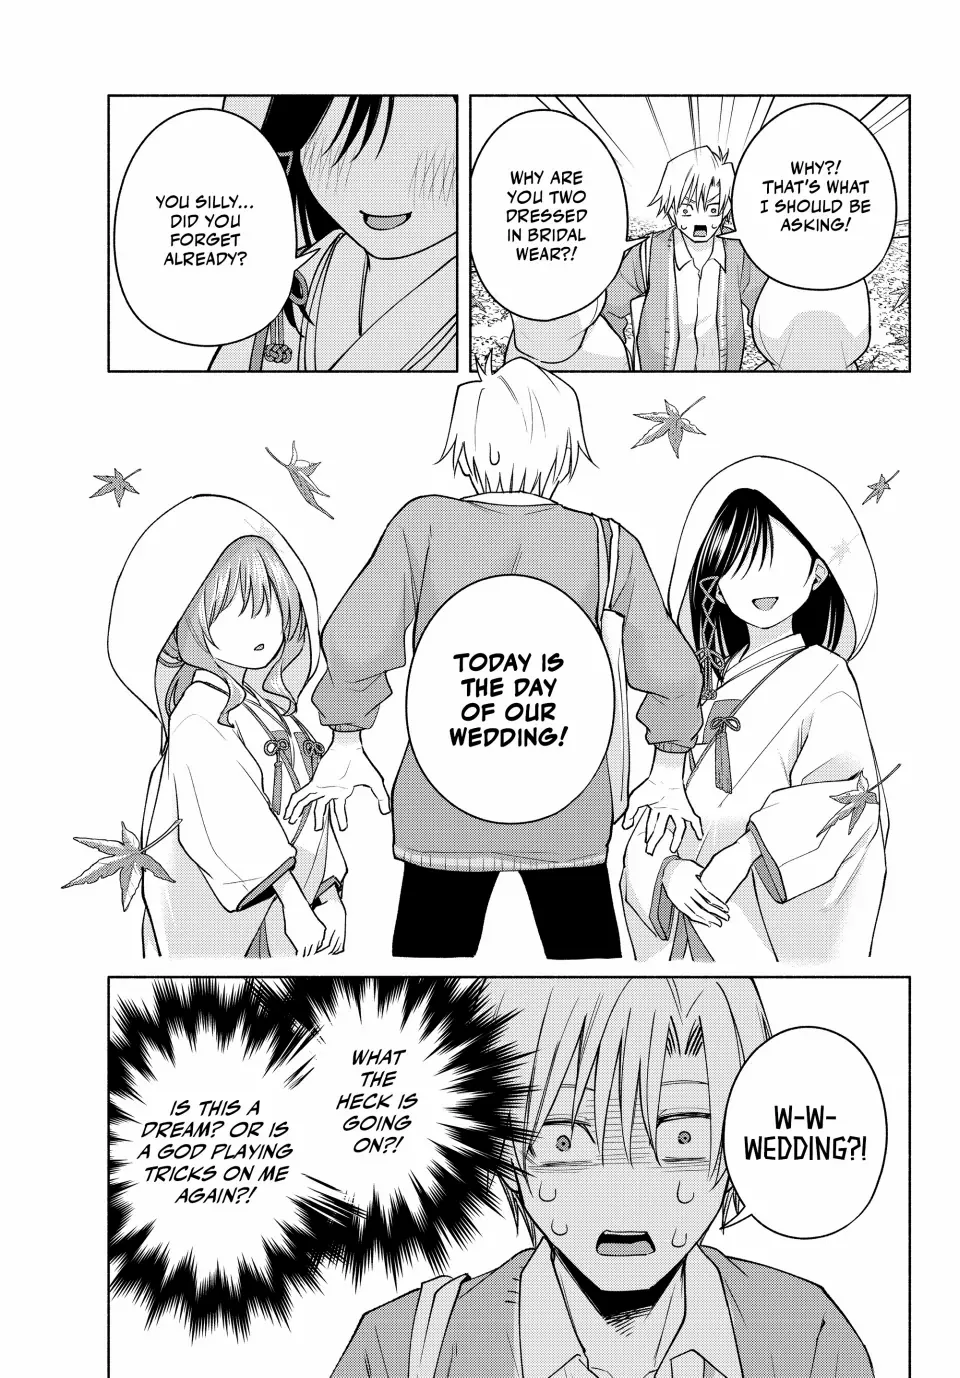 WHY?!
THAT'S WHAT
I SHOULD BE
ASKING!
WHY ARE
YOU TWO
DRESSED
IN BRIDAL
WEAR?!
YOU SILLY...
DID YOU
FORGET
ALREADY?
TODAY IS
THE DAY
OF OUR
WEDDING!
W-W-
WEDDING?!
WHAT
THE
HECK IS
GOING
ON?!
IS THIS A
DREAM? OR IS
A GOD PLAYING
TRICKS ON ME
AGAIN?!